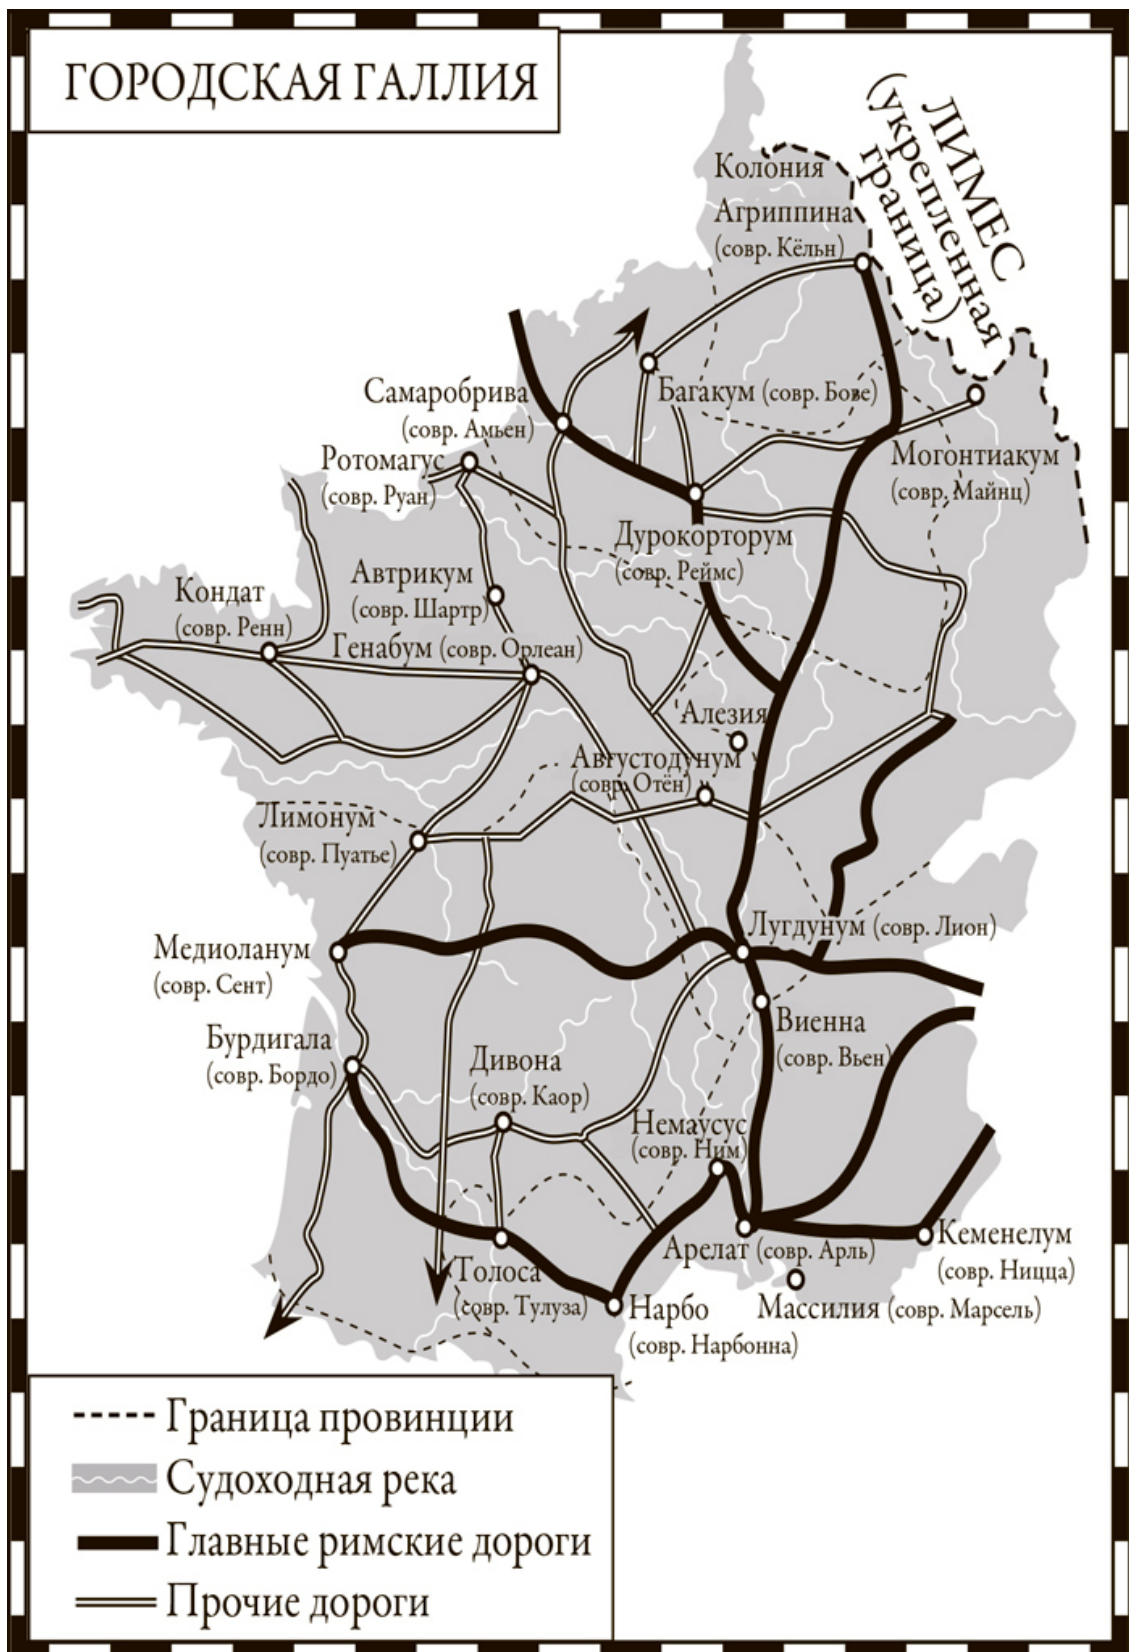 ГОРОДСКАЯ ГАЛЛИЯ
ЛИМЕС
(укрепленная
граница)
Колония
Агриппина
(совр. Кёльн)
Багакум (совр. Бове)
Самаробрива
(совр. Амьен)
Ротомагус
(совр. Руан)
Могонтиакум
(совр. Майнц)
Дурокорторум
(совр. Реймс)
Автрикум
(совр. Шартр)
Кондат
(совр. Ренн)
Генабум (совр. Орлеан)
Алезия
Августодунум
(совр. Отён)
Лимонум
(совр. Пуатье)
Лугдунум (совр. Лион)
Медиоланум
(совр. Сент)
Виенна
(совр. Вьен)
Бурдигала
(совр. Бордо)
Дивона
(совр. Каор)
Немаусус
(совр. Ним)
Арелат (совр. Арль)
Кеменелум
(совр. Ницца)
Толоса
(совр. Тулуза)
Массилия (совр. Марсель)
Нарбо
(совр. Нарбонна)
Граница провинции
Судоходная река
Главные римские дороги
Прочие дороги